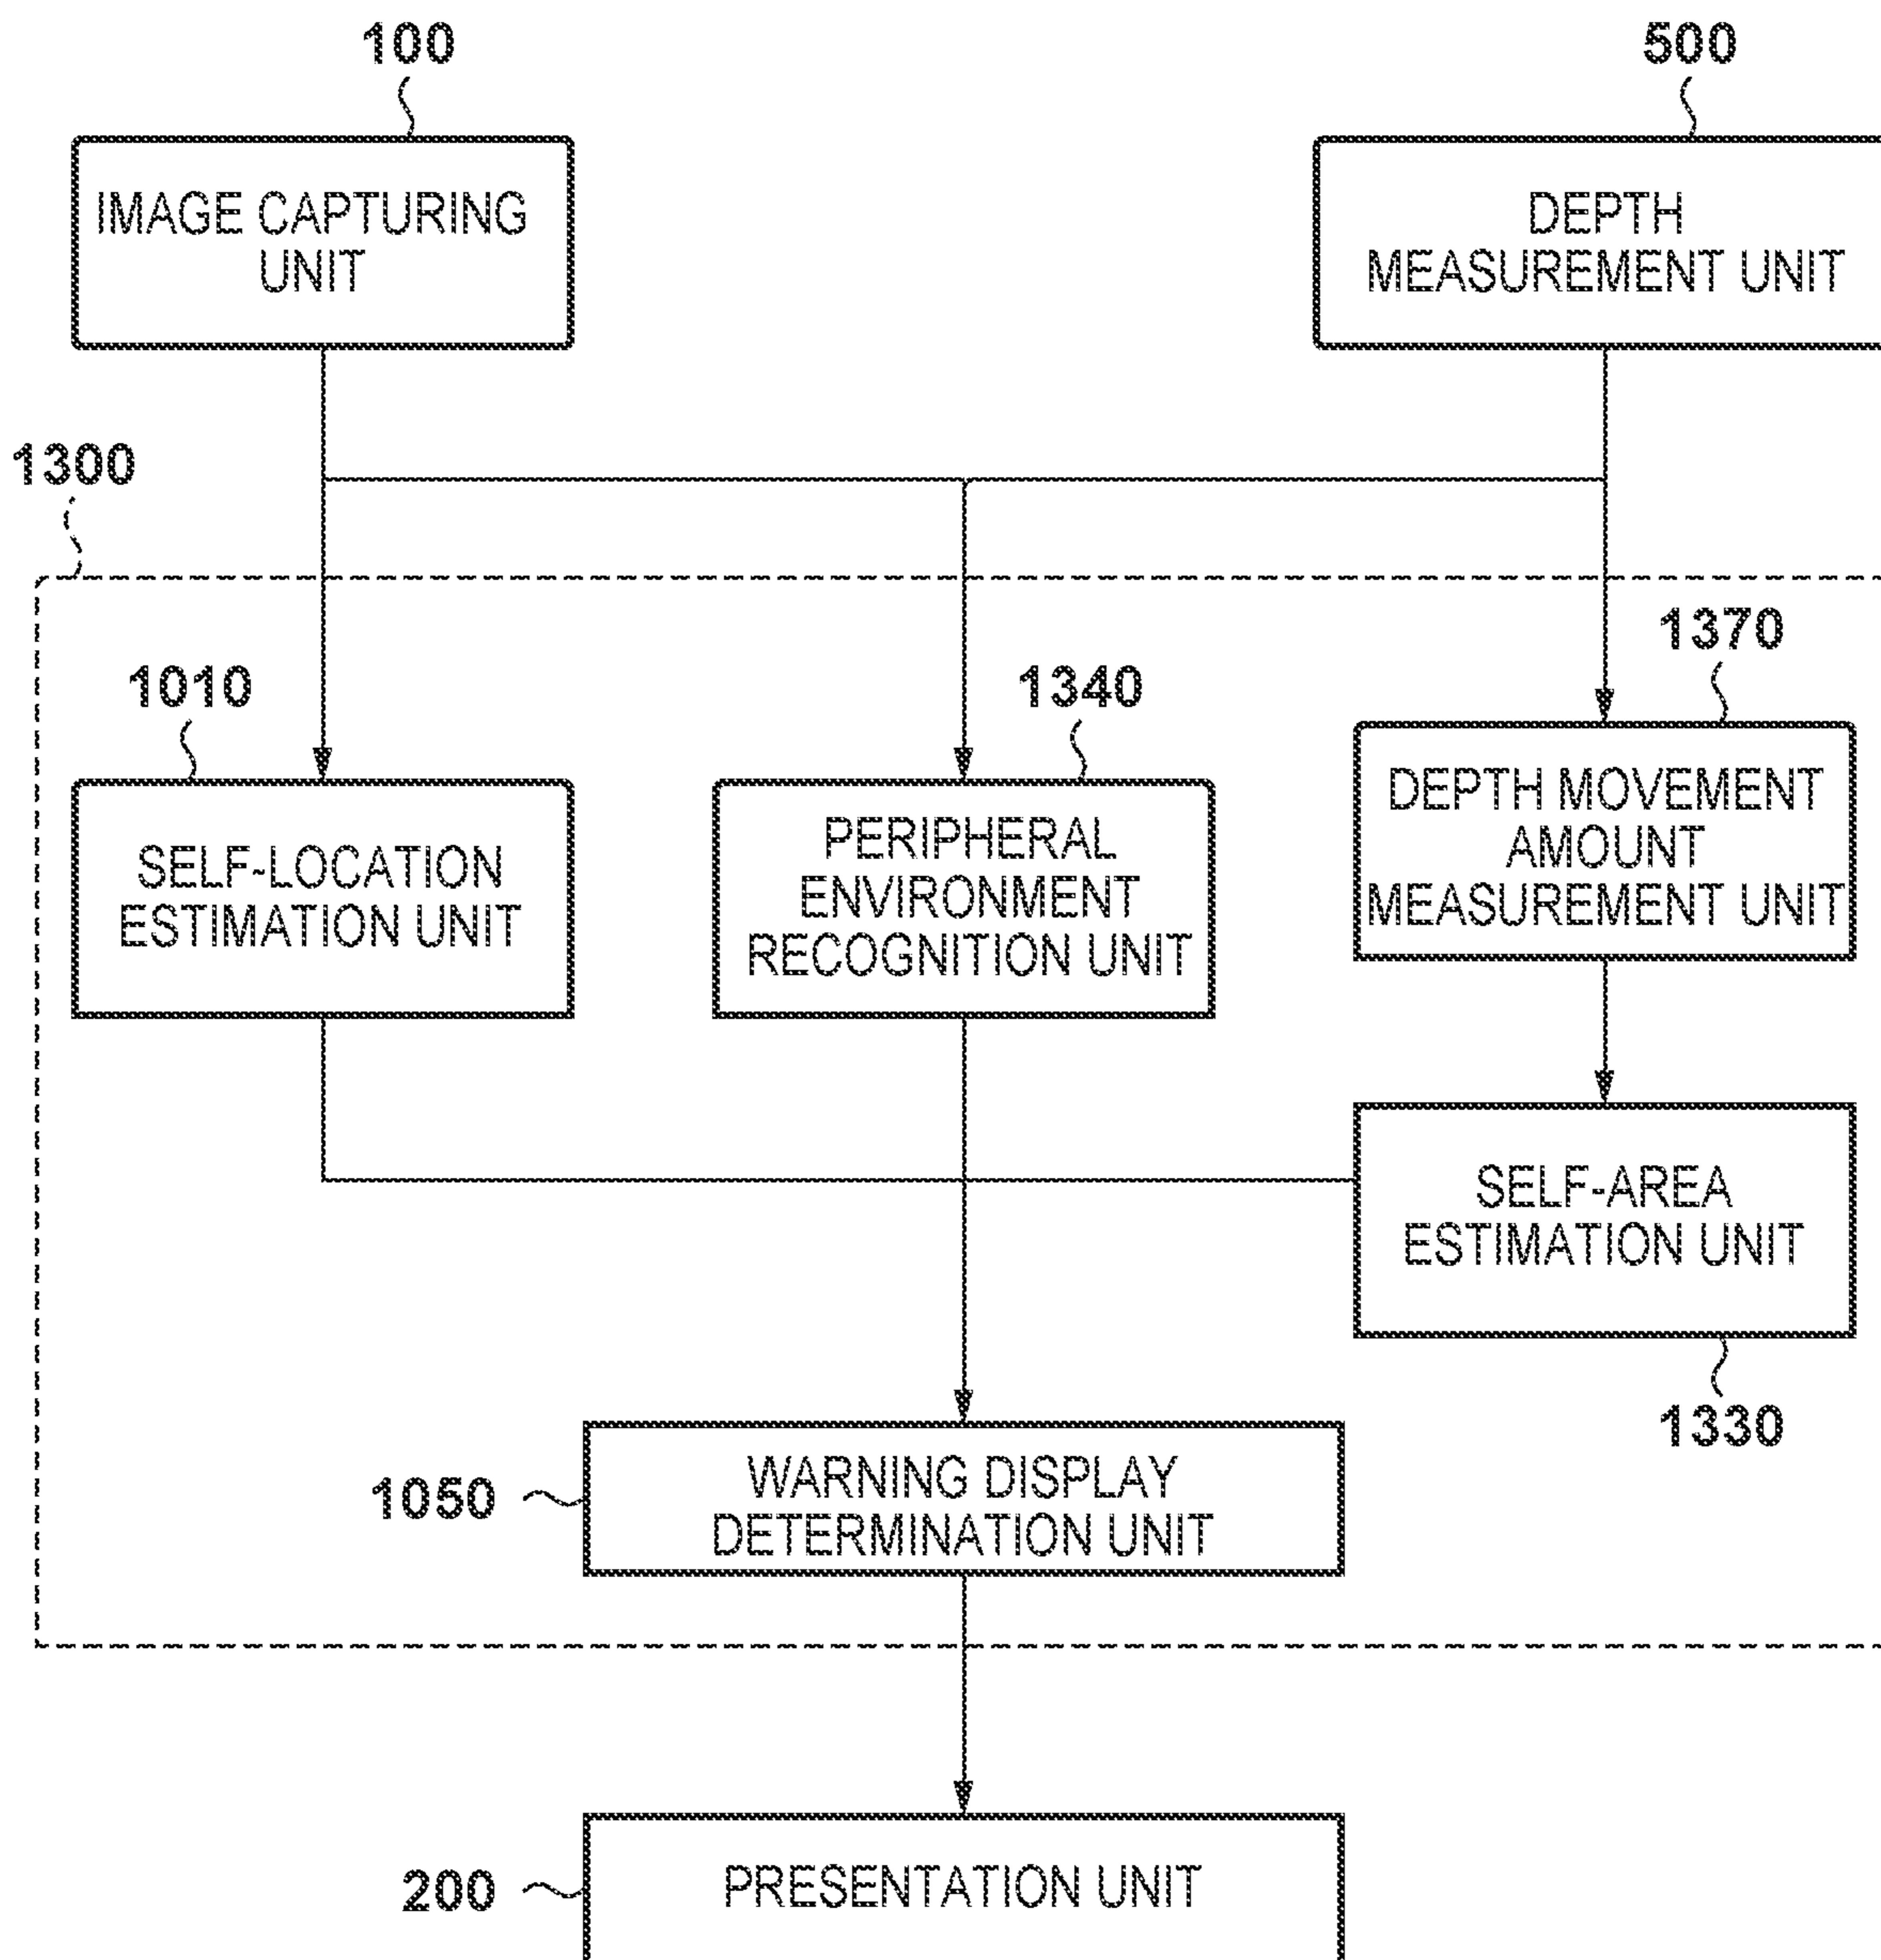 100
500
IMAGE CAPTURING
UNIT
DEPTH
MEASUREMENT UNIT
1300
1370
1010
1340
SELF-LOCATION
ESTIMATION UNIT
PERIPHERAL
ENVIRONMENT
RECOGNITION UNIT
DEPTH MOVEMENT
AMOUNT
MEASUREMENT UNIT
SELF-AREA
ESTIMATION UNIT
1330
1050
WARNING DISPLAY
DETERMINATION UNIT
200
PRESENTATION UNIT